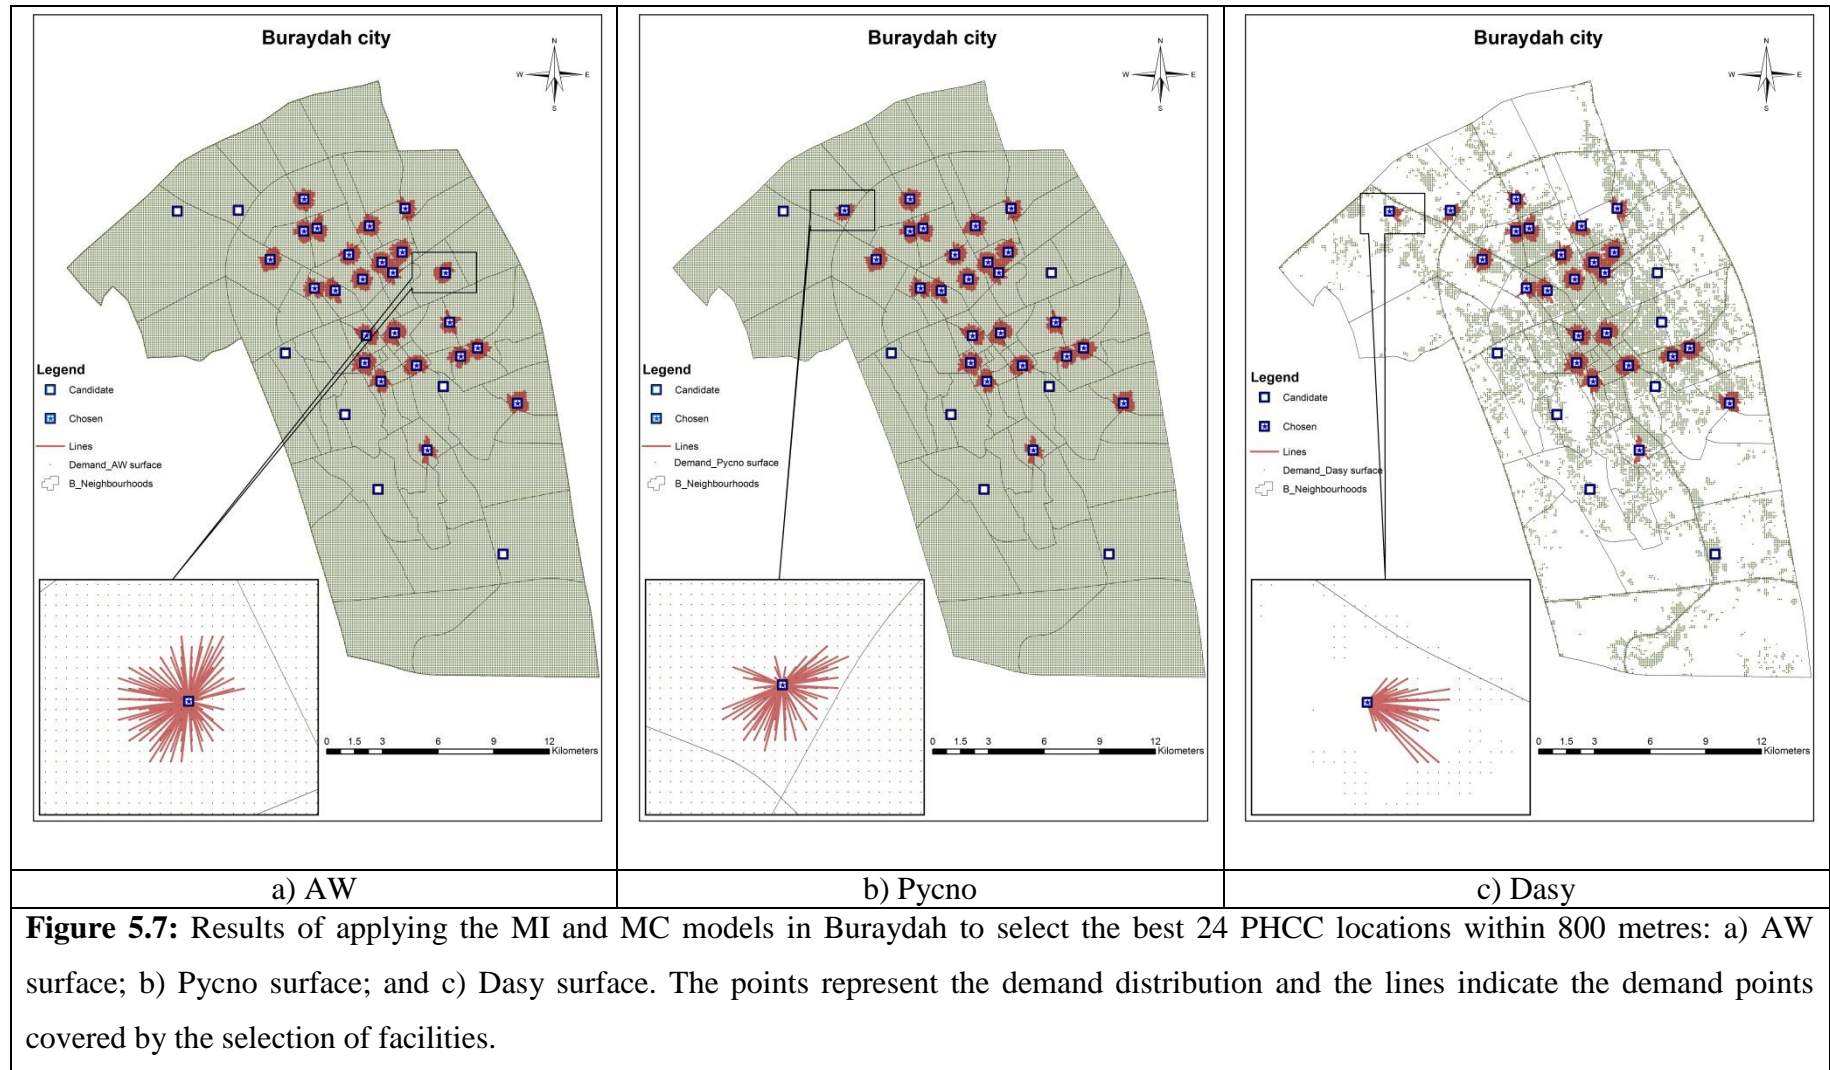 Buraydah city
N
W E
S
Legend
Candidate
Chosen
Lines
Demand_AW surface
B_Neighbourhoods
0 1.5 3 6 9 12
Kilometers
Buraydah city
N
W E
S
Legend
Candidate
Chosen
Lines
Demand_Pycno surface
B_Neighbourhoods
0 1.5 3 6 9 12
Kilometers
Buraydah city
N
W E
S
Legend
Candidate
Chosen
Lines
Demand_Dasy surface
B_Neighbourhoods
0 1.5 3 6 9 12
Kilometers
a) AW
b) Pycno
c) Dasy
Figure 5.7: Results of applying the MI and MC models in Buraydah to select the best 24 PHCC locations within 800 metres: a) AW
surface; b) Pycno surface; and c) Dasy surface. The points represent the demand distribution and the lines indicate the demand points
covered by the selection of facilities.